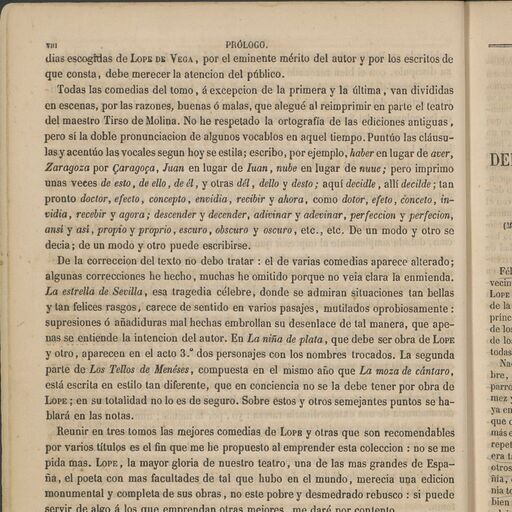 VIII PRÓLOGO.
dias escogidas de LOPE DE VEGA, por el eminente mérito del autor y por los escritos de
que consta, debe merecer la atencion del público.
Todas las comedias del tomo, á excepcion de la primera y la última, van divididas
en escenas, por las razones, buenas ó malas, que alegué al reimprimir en parte el teatro
del maestro Tirso de Molina. No he respetado la ortografía de las ediciones antiguas,
pero sí la doble pronunciacion de algunos vocablos en aquel tiempo. Puntúo las cláusu-
las y acentúo las vocales segun hoy se estila; escribo, por ejemplo, haber en lugar de aver,
Zaragoza por Çaragoça, Juan en lugar de Iuan, nube en lugar de nuue; pero imprimo
unas veces de esto, de ello, de él, y otras dél, dello y desto; aquí decidle, allí decilde; tan
pronto doctor, efecto, concepto, envidia, recibir y ahora, como dotor, efeto, conceto, in-
vidia, recebir y agora; descender y decender, adivinar y adevinar, perfeccion y perfecion,
ansí y así, propio y proprio, escuro, obscuro y oscuro, etc., etc. De un modo y otro se
decia; de un modo y otro puede escribirse.
De la correccion del texto no debo tratar: el de varias comedias aparece alterado;
algunas correcciones he hecho, muchas he omitido porque no veia clara la enmienda.
La estrella de Sevilla, esa tragedia célebre, donde se admiran situaciones tan bellas
y tan felices rasgos, carece de sentido en varios pasajes, mutilados oprobiosamente:
supresiones ó añadiduras mal hechas embrollan su desenlace de tal manera, que ape-
nas se entiende la intencion del autor. En La niña de plata, que debe ser obra de LOPE
y otro, aparecen en el acto 3.º dos personajes con los nombres trocados. La segunda
parte de Los Tellos de Menéses, compuesta en el mismo año que La moza de cántaro,
está escrita en estilo tan diferente, que en conciencia no se la debe tener por obra de
LOPE; en su totalidad no lo es de seguro. Sobre estos y otros semejantes puntos se ha-
blará en las notas.
Reunir en tres tomos las mejores comedias de LOPE y otras que son recomendables
por varios títulos es el fin que me he propuesto al emprender esta coleccion: no se me
pida mas. LOPE, la mayor gloria de nuestro teatro, una de las mas grandes de Espa-
ña, el poeta con mas facultades de tal que hubo en el mundo, merecia una edicion
monumental y completa de sus obras, no este pobre y desmedrado rebusco: si puede
servir de algo á los que emprendan otras mejores, me daré por contento.